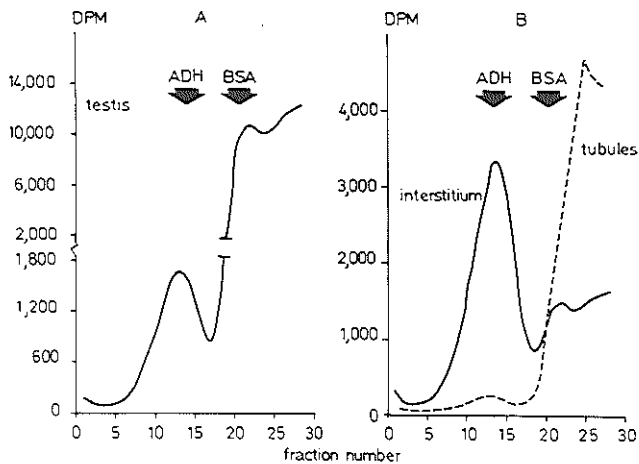 DPM A
14,000
ADH BSA
testis
10,000
6,000
2,000
1,800
1,200
600
0
0 5 10 15 20 25 30
DPM B
ADH BSA
4,000
tubules
interstitium
3,000
2,000
1,000
0
0 5 10 15 20 25 30
fraction number